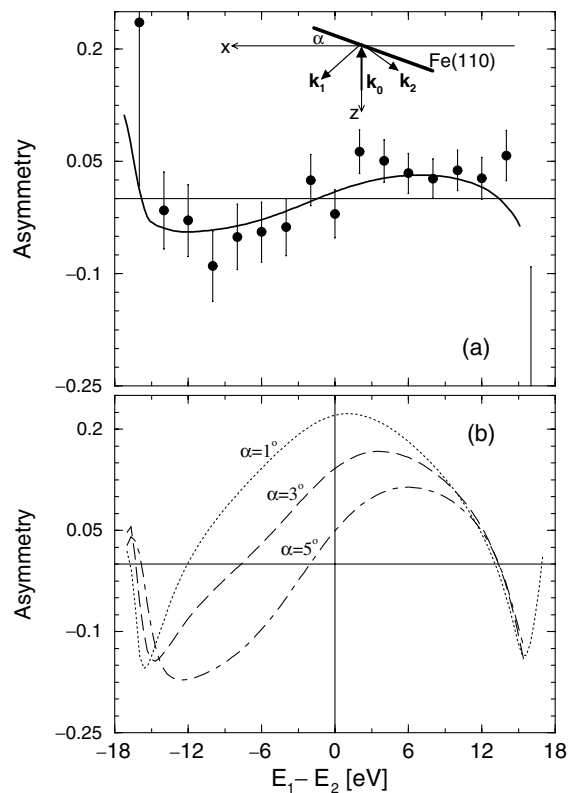 0.2
0.05
−0.1
−0.25
Asymmetry
x
α
Fe(110)
k1
k0
k2
z
(a)
0.2
0.05
−0.1
−0.25
Asymmetry
(b)
α=1°
α=3°
α=5°
−18 −12 −6 0 6 12 18
E1− E2 [eV]